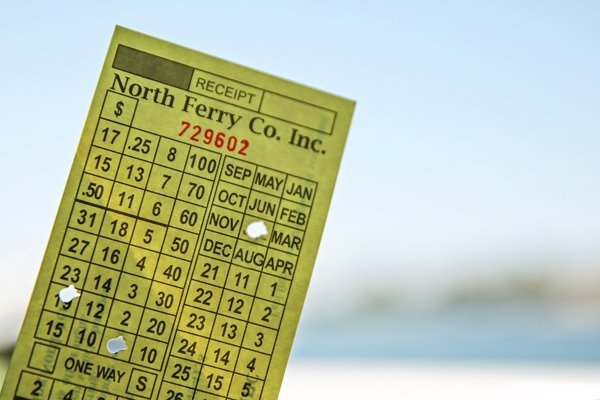 RECEIPT
North Ferry Co. Inc.
$ 729602
17 .25 8 100 SEP MAY JAN
15 13 7 70 OCT JUN FEB
.50 11 6 60 NOV MAR
31 18 5 50 DEC AUG APR
27 16 4 40 21 11 1
23 14 3 30 22 12 2
19 12 2 20 23 13 3
15 10 10 24 14 4
ONE WAY S 25 15 5
2 4